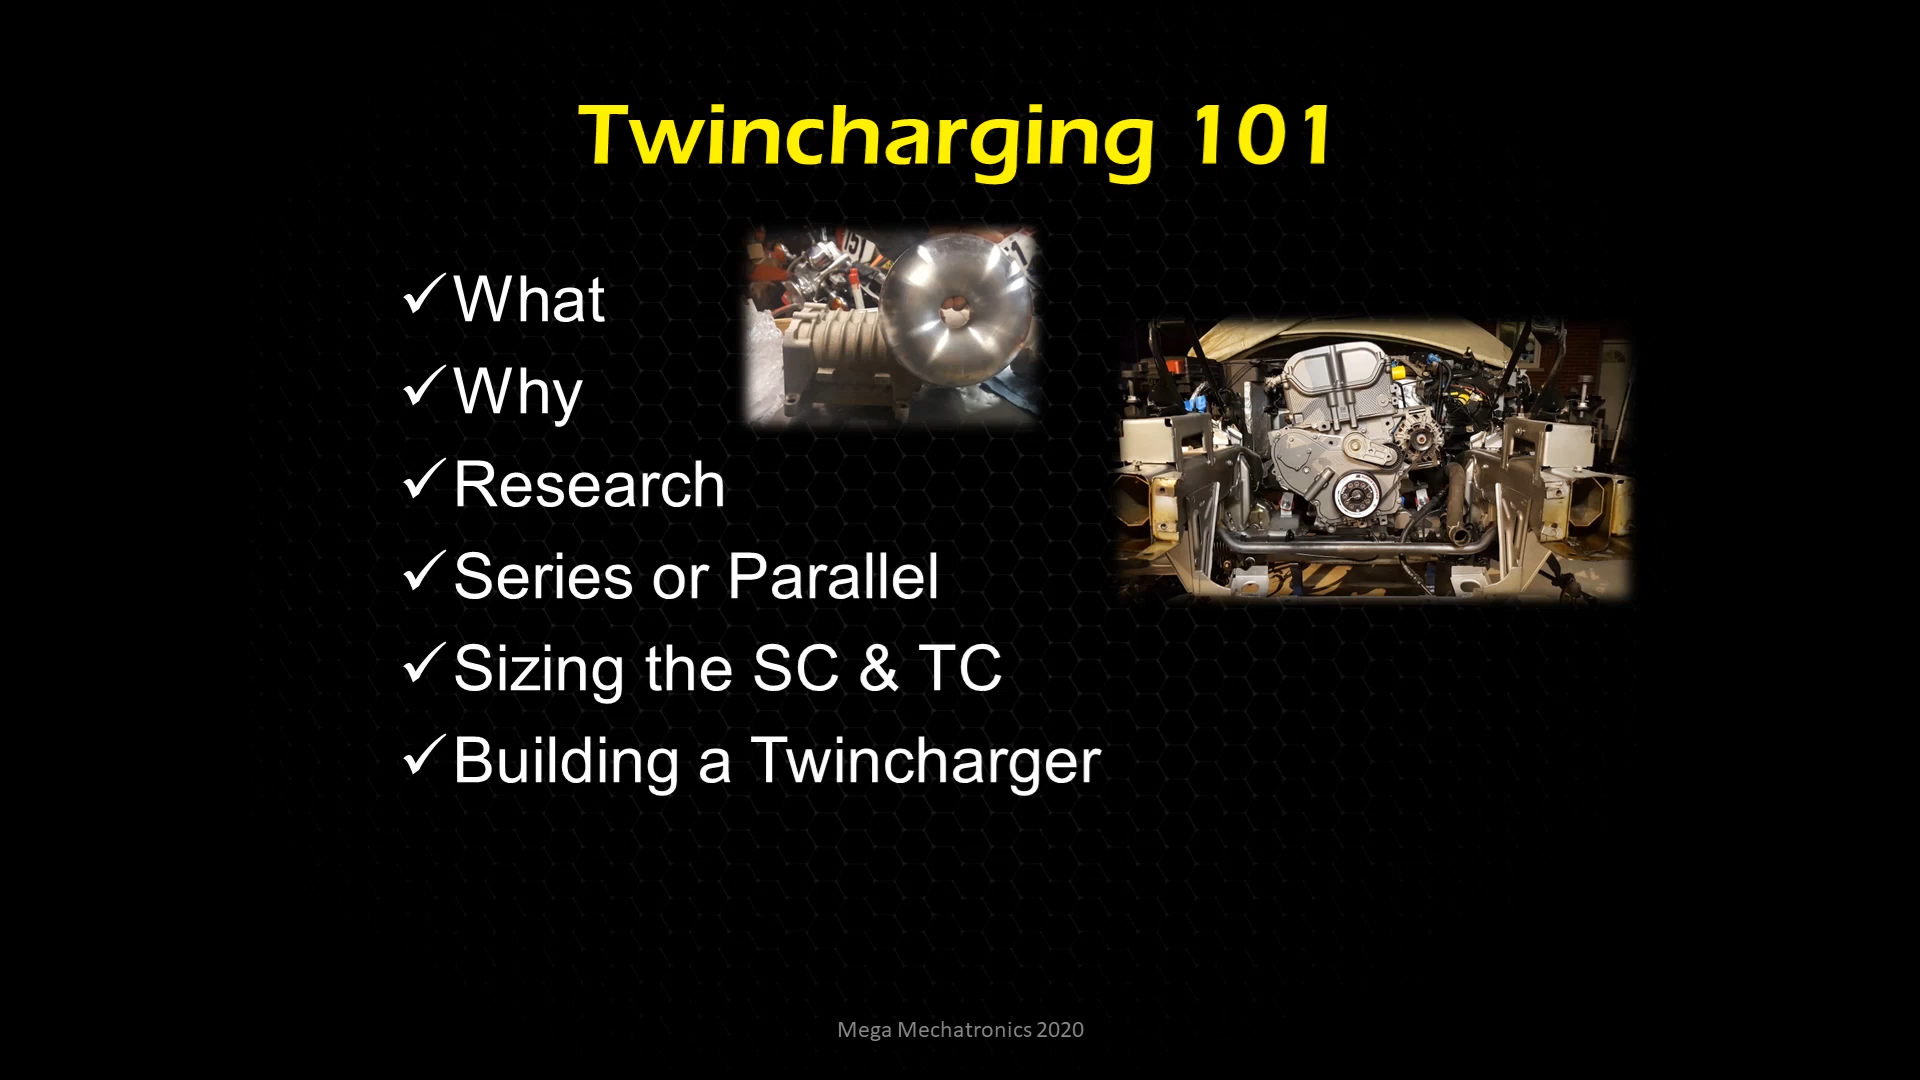 Twincharging 101
✓What
✓Why
✓Research
✓Series or Parallel
✓Sizing the SC & TC
✓Building a Twincharger
Mega Mechatronics 2020